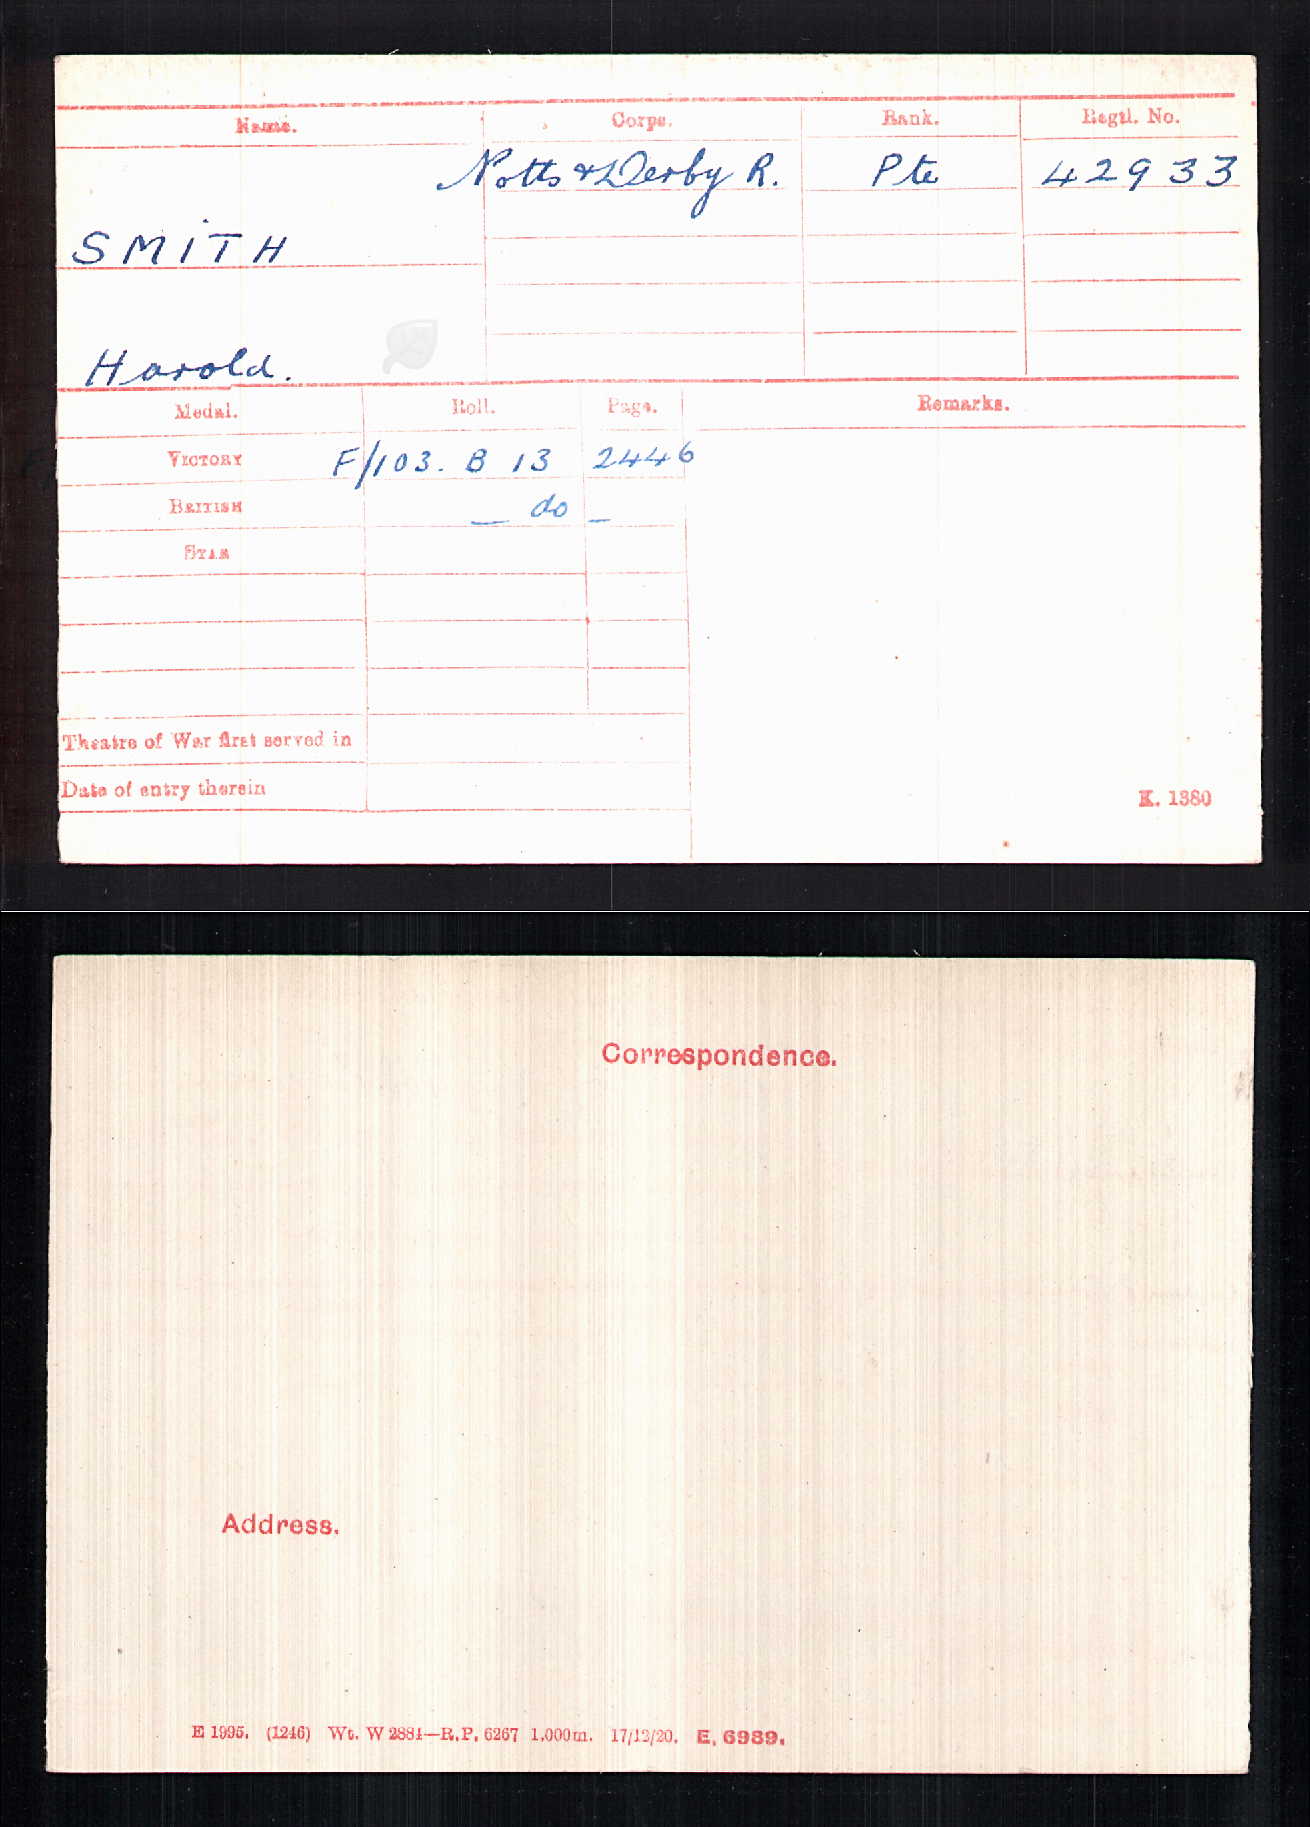 Name. Corps. Rank. Regtl. No.
Notts & Derby R. Pte 42933
SMITH
Harold.
Medal. Roll. Page. Remarks.
VICTORY F/103. B 13 2446
BRITISH — do —
STAR
Theatre of War first served in
Date of entry therein
K. 1380
Correspondence.
Address.
E 1995. (1246) Wt. W 2884—R.P. 6267 1,000m. 17/12/20. E. 6989.